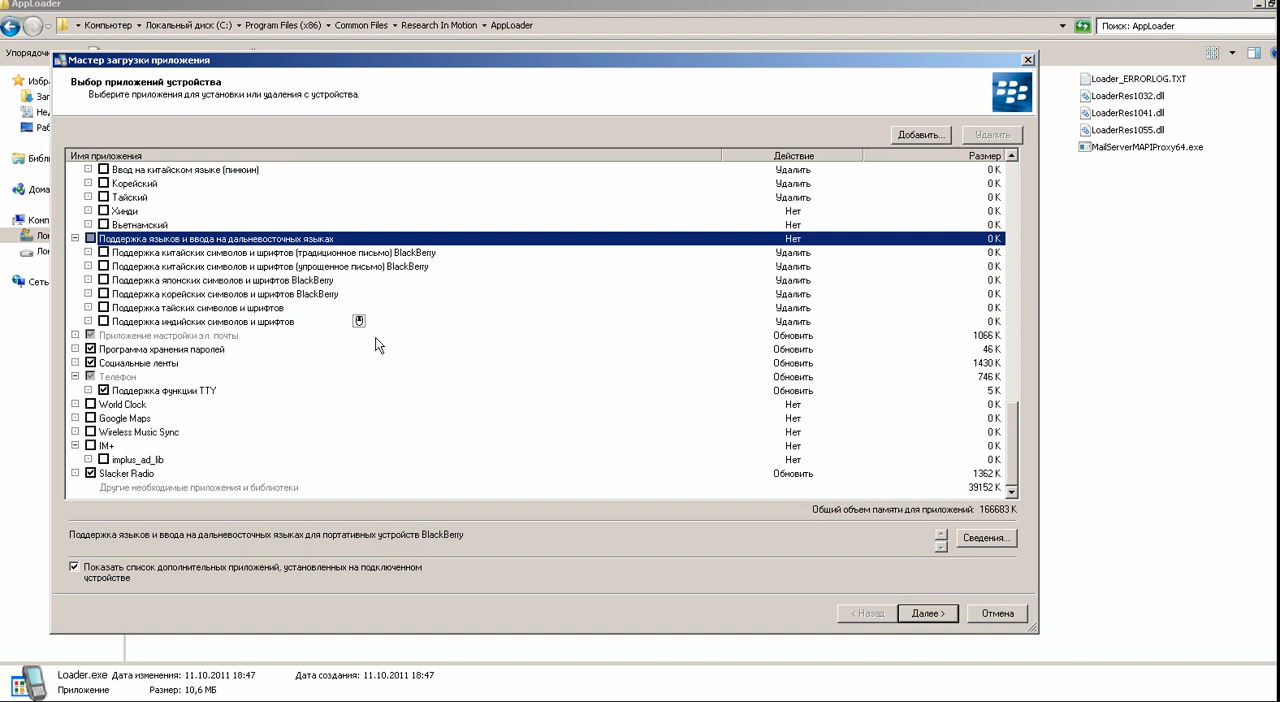 AppLoader
Компьютер Локальный диск (C:) Program Files (x86) Common Files Research In Motion AppLoader
Поиск: AppLoader
Упорядоч
Мастер загрузки приложения
Выбор приложений устройства
Выберите приложения для установки или удаления с устройства.
Избр
Заг
Не
Раб
Библ
Дома
Комп
Ло
Ло
Сеть
Loader_ERRORLOG.TXT
LoaderRes1032.dll
LoaderRes1041.dll
LoaderRes1055.dll
MailServerMAPIProxy64.exe
Добавить... Удалить
Имя приложения Действие Размер
Ввод на китайском языке (пинюин) Удалить 0 K
Корейский Удалить 0 K
Тайский Удалить 0 K
Хинди Нет 0 K
Вьетнамский Нет 0 K
Поддержка языков и ввода на дальневосточных языках Нет 0 K
Поддержка китайских символов и шрифтов (традиционное письмо) BlackBerry Удалить 0 K
Поддержка китайских символов и шрифтов (упрощенное письмо) BlackBerry Удалить 0 K
Поддержка японских символов и шрифтов BlackBerry Удалить 0 K
Поддержка корейских символов и шрифтов BlackBerry Удалить 0 K
Поддержка тайских символов и шрифтов Удалить 0 K
Поддержка индийских символов и шрифтов Удалить 0 K
Приложение настройки эл. почты Обновить 1066 K
Программа хранения паролей Обновить 46 K
Социальные ленты Обновить 1430 K
Телефон Обновить 746 K
Поддержка функции TTY Обновить 5 K
World Clock Нет 0 K
Google Maps Нет 0 K
Wireless Music Sync Нет 0 K
IM+ Нет 0 K
implus_ad_lib Нет 0 K
Slacker Radio Обновить 1362 K
Другие необходимые приложения и библиотеки 39152 K
Общий объем памяти для приложений: 166683 K
Поддержка языков и ввода на дальневосточных языках для портативных устройств BlackBerry
Сведения...
Показать список дополнительных приложений, установленных на подключенном
устройстве
< Назад Далее > Отмена
Loader.exe Дата изменения: 11.10.2011 18:47 Дата создания: 11.10.2011 18:47
Приложение Размер: 10,6 МБ